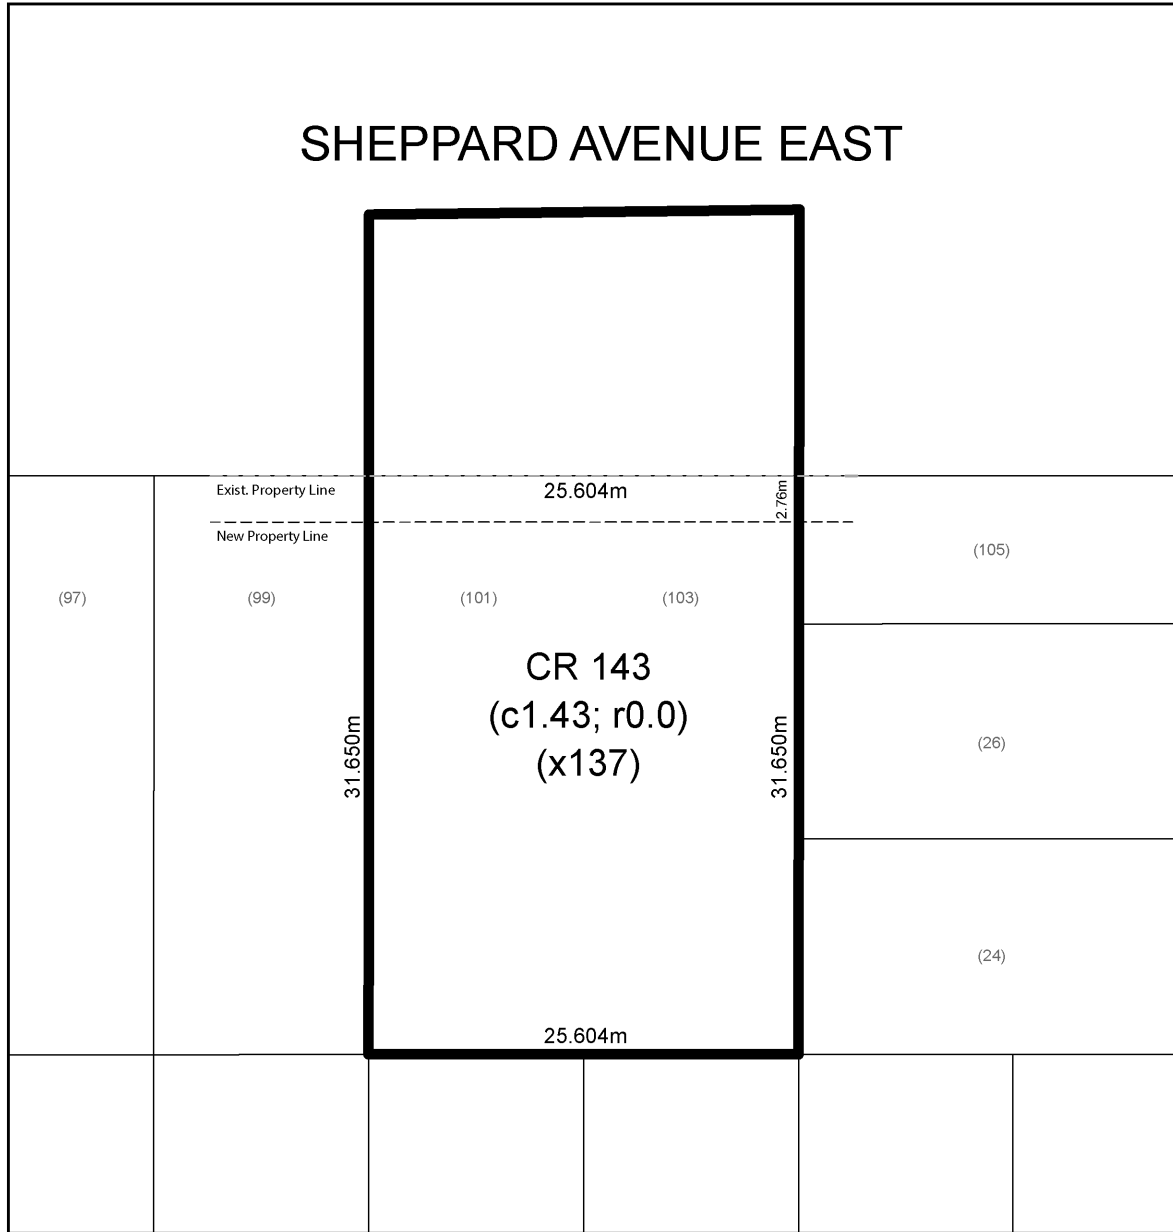 SHEPPARD AVENUE EAST
Exist. Property Line
25.604m
2.76m
New Property Line
(105)
(97)
(99)
(101)
(103)
CR 143
(c1.43; r0.0)
(x137)
31.650m
31.650m
(26)
(24)
25.604m